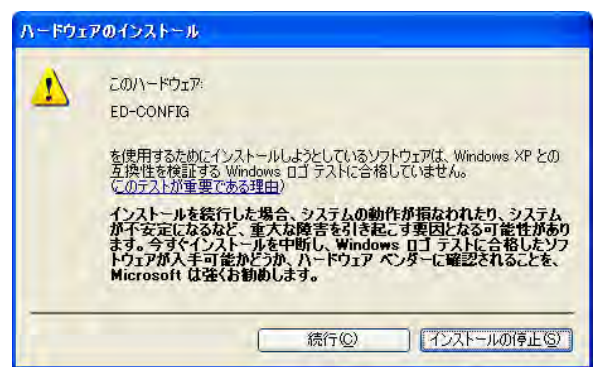 ハードウェアのインストール
このハードウェア:
ED-CONFIG
を使用するためにインストールしようとしているソフトウェアは、Windows XP との
互換性を検証する Windows ロゴ テストに合格していません。
(このテストが重要である理由)
インストールを続行した場合、システムの動作が損なわれたり、システム
が不安定になるなど、重大な障害を引き起こす要因となる可能性があり
ます。今すぐインストールを中断し、Windows ロゴ テストに合格したソフ
トウェアが入手可能かどうか、ハードウェア ベンダーに確認されることを、
Microsoft は強くお勧めします。
続行(C) インストールの停止(S)